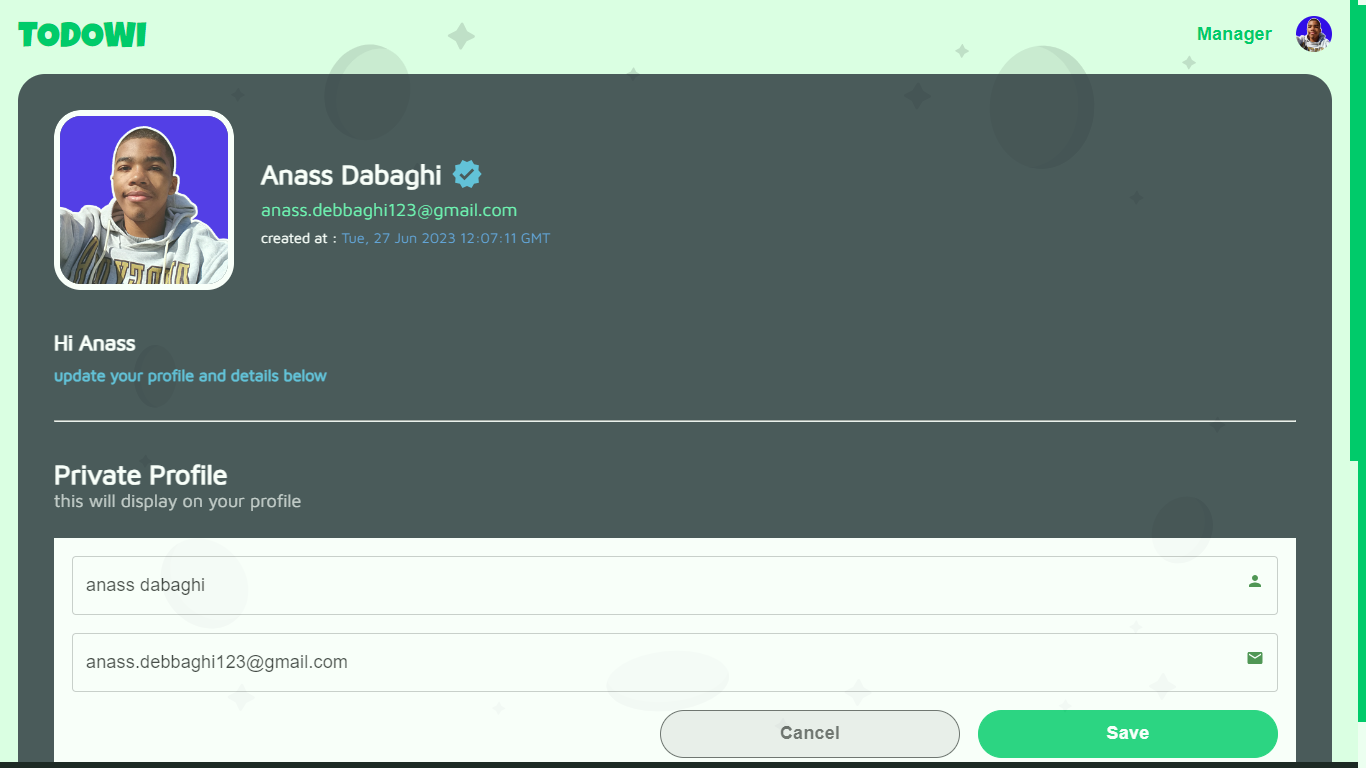 TODOWI
Manager
Anass Dabaghi
anass.debbaghi123@gmail.com
created at : Tue, 27 Jun 2023 12:07:11 GMT
Hi Anass
update your profile and details below
Private Profile
this will display on your profile
anass dabaghi
anass.debbaghi123@gmail.com
Cancel
Save